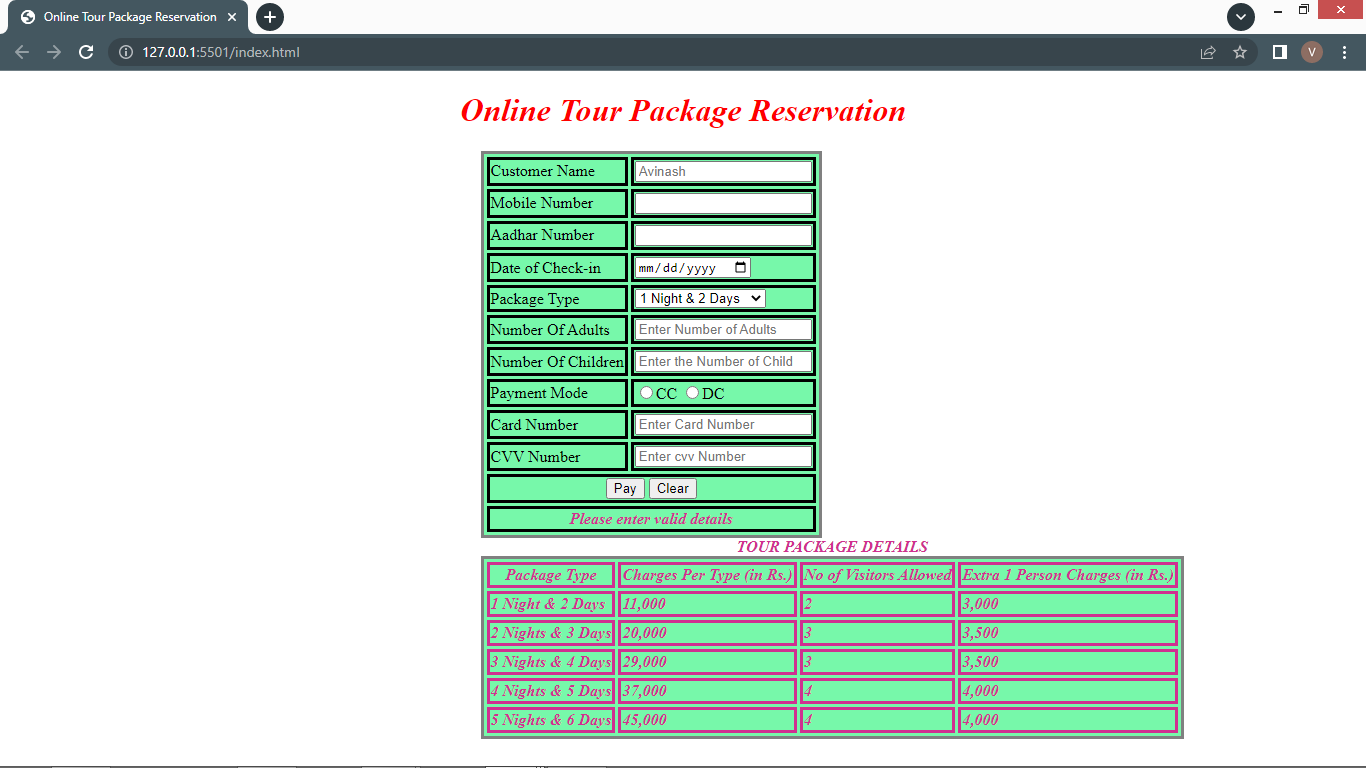 Online Tour Package Reservation
127.0.0.1:5501/index.html
V
Online Tour Package Reservation
Customer Name Avinash
Mobile Number
Aadhar Number
Date of Check-in mm/dd/yyyy
Package Type 1 Night & 2 Days
Number Of Adults Enter Number of Adults
Number Of Children Enter the Number of Child
Payment Mode CC DC
Card Number Enter Card Number
CVV Number Enter cvv Number
Pay Clear
Please enter valid details
TOUR PACKAGE DETAILS
Package Type Charges Per Type (in Rs.) No of Visitors Allowed Extra 1 Person Charges (in Rs.)
1 Night & 2 Days 11,000 2 3,000
2 Nights & 3 Days 20,000 3 3,500
3 Nights & 4 Days 29,000 3 3,500
4 Nights & 5 Days 37,000 4 4,000
5 Nights & 6 Days 45,000 4 4,000